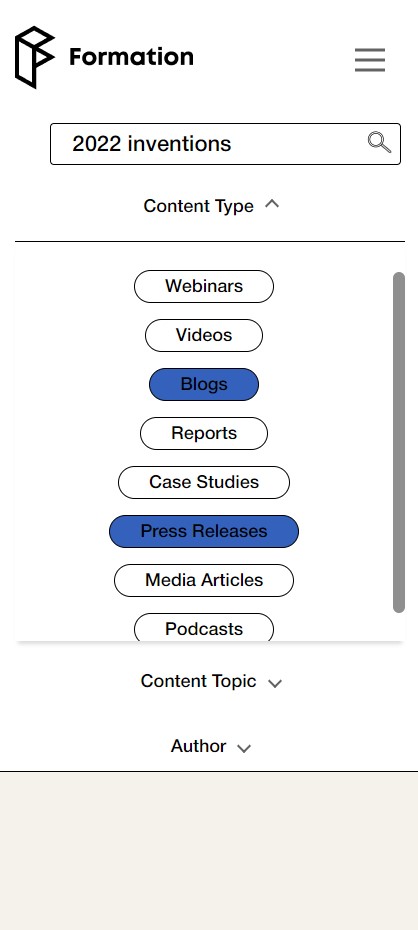 Formation
2022 inventions
Content Type
Webinars
Videos
Blogs
Reports
Case Studies
Press Releases
Media Articles
Podcasts
Content Topic
Author